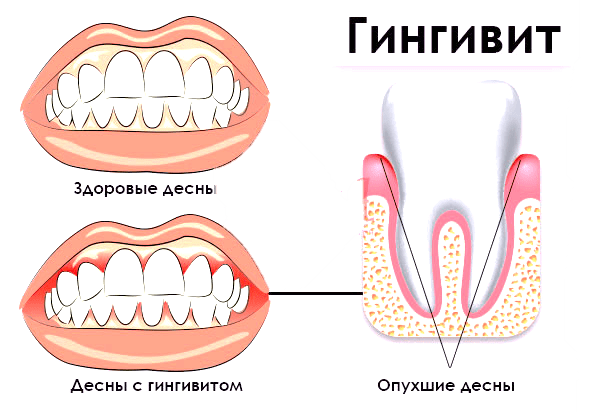 Гингивит
Здоровые десны
Десны с гингивитом
Опухшие десны